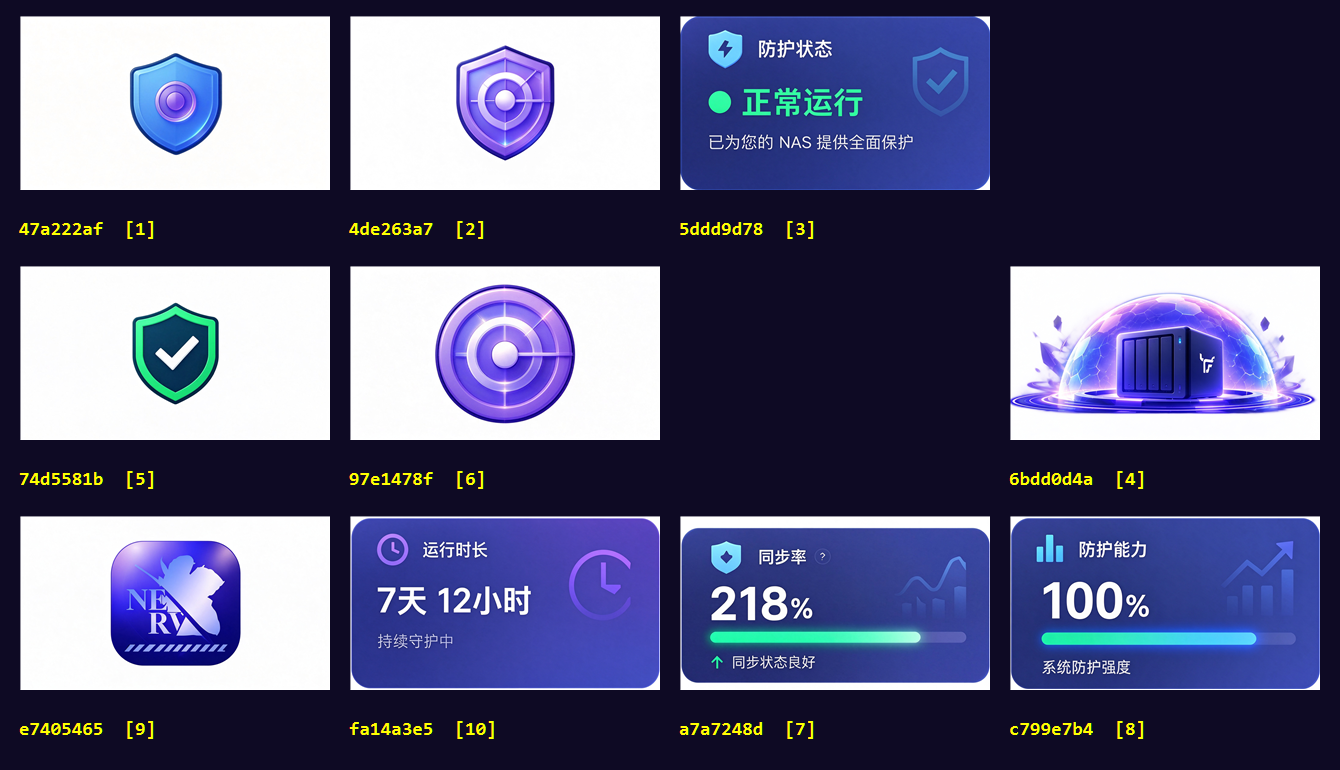 防护状态
正常运行
已为您的 NAS 提供全面保护
47a222af [1]
4de263a7 [2]
5ddd9d78 [3]
TF
74d5581b [5]
97e1478f [6]
6bdd0d4a [4]
NERV
运行时长
7天 12小时
持续守护中
同步率 ?
218%
同步状态良好
防护能力
100%
系统防护强度
e7405465 [9]
fa14a3e5 [10]
a7a7248d [7]
c799e7b4 [8]